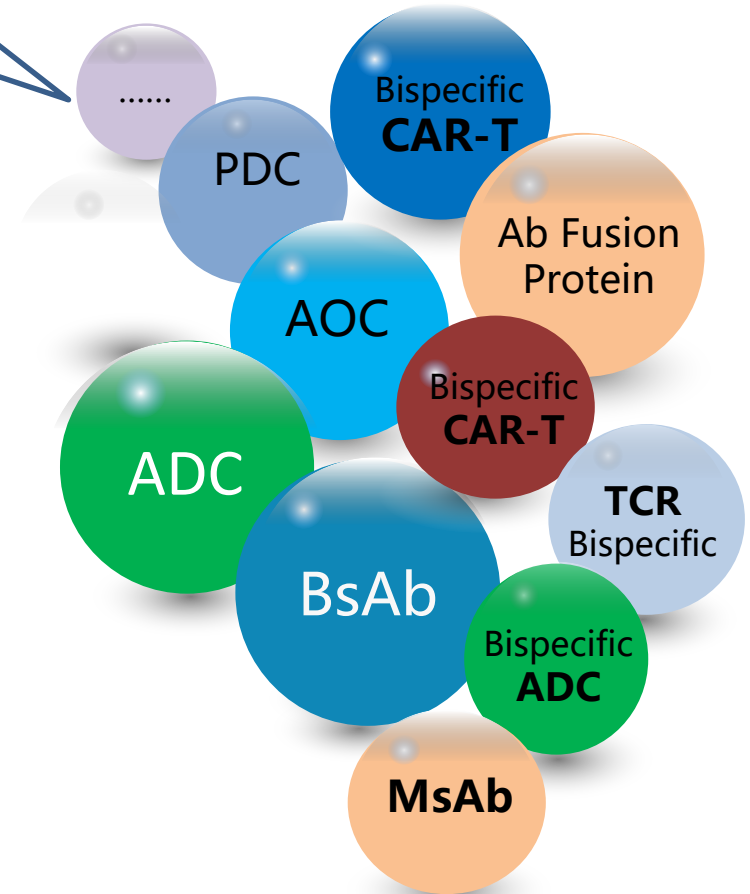 ......
PDC
Bispecific
CAR-T
Ab Fusion
Protein
AOC
Bispecific
CAR-T
ADC
TCR
Bispecific
BsAb
Bispecific
ADC
MsAb